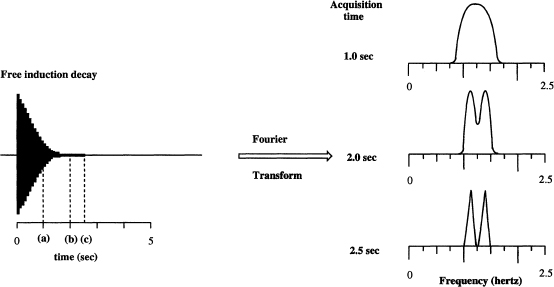 Acquisition
time
1.0 sec
0 2.5
Free induction decay
Fourier
Transform
2.0 sec
0 2.5
0 (a) (b) (c) 5
time (sec)
2.5 sec
0 2.5
Frequency (hertz)